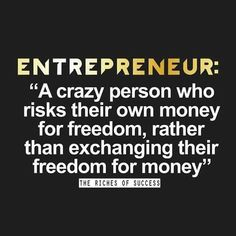 ENTREPRENEUR:
“A crazy person who
risks their own money
for freedom, rather
than exchanging their
freedom for money”
THE RICHES OF SUCCESS